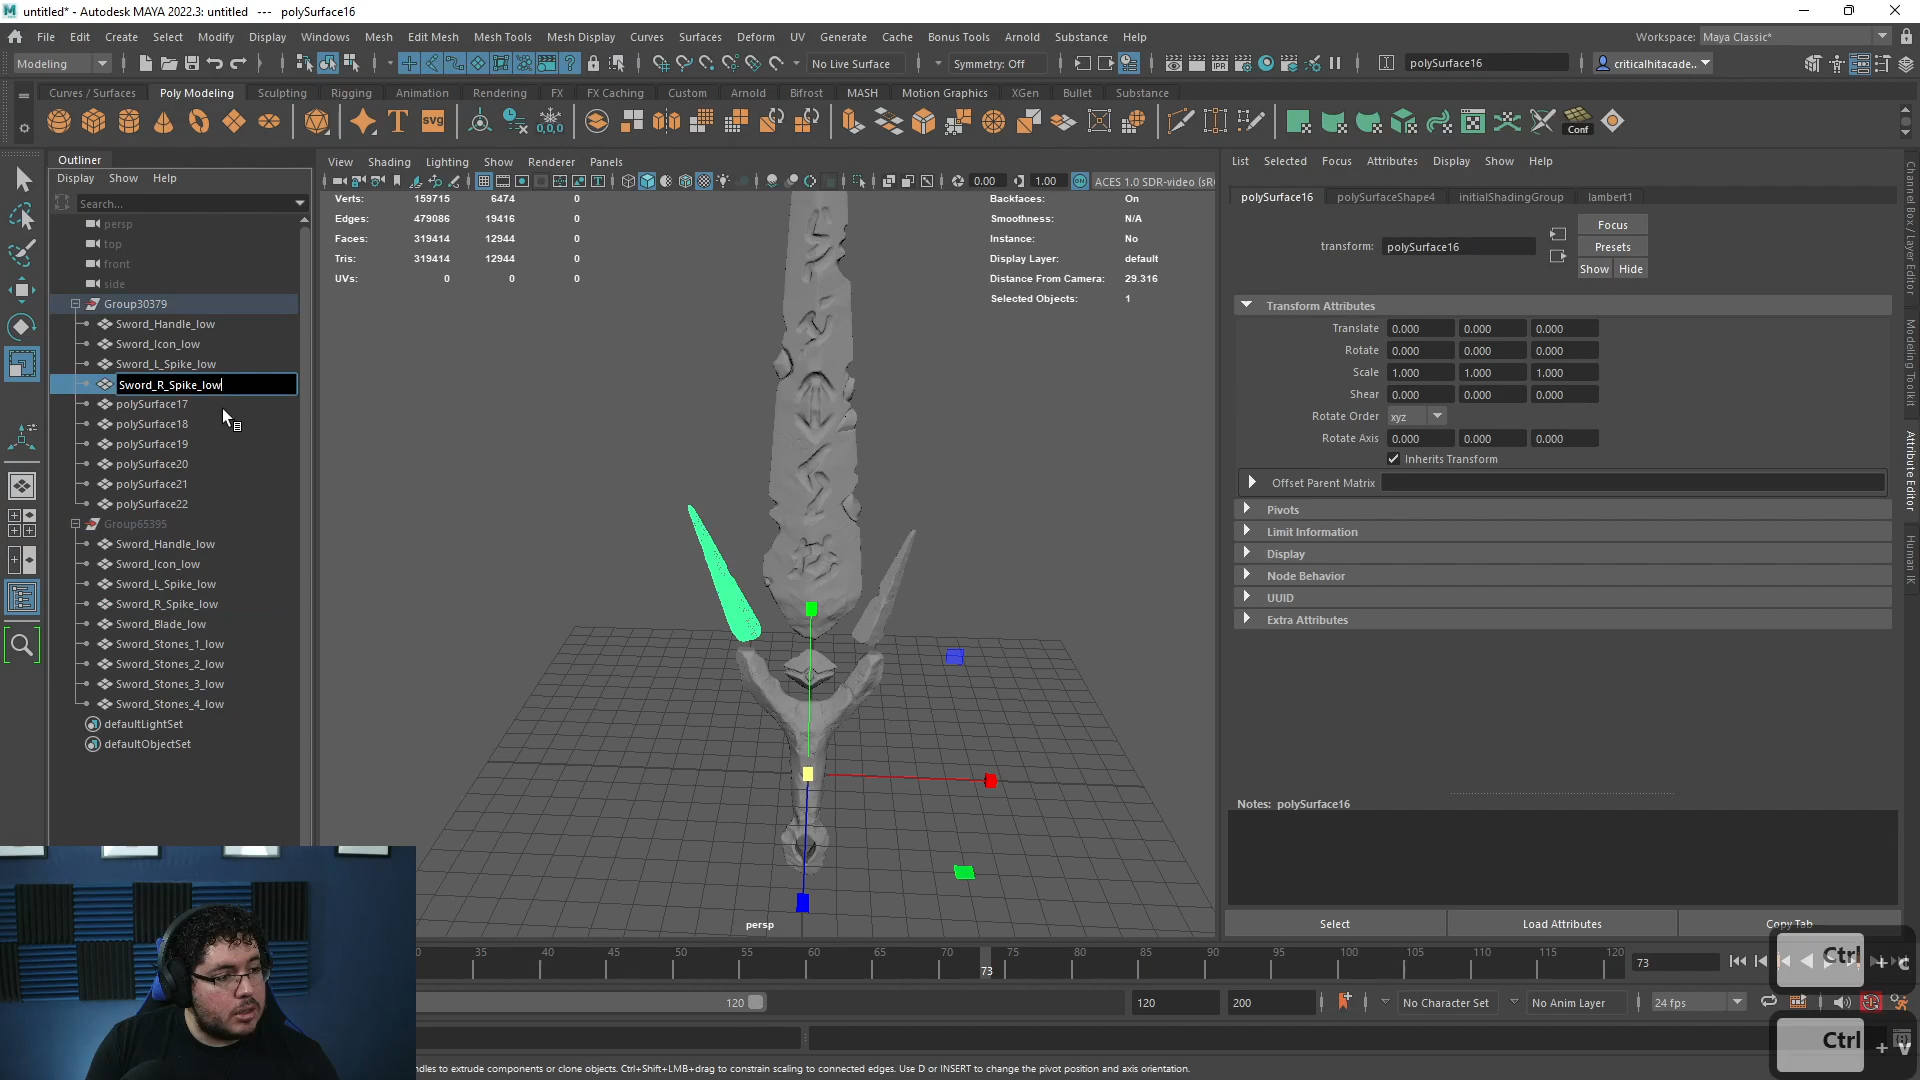 untitled* - Autodesk MAYA 2022.3: untitled --- polySurface16
File Edit Create Select Modify Display Windows Mesh Edit Mesh Mesh Tools Mesh Display Curves Surfaces Deform UV Generate Cache Bonus Tools Arnold Substance Help
Workspace: Maya Classic*
Modeling No Live Surface Symmetry: Off polySurface16 criticalhitacade...
Curves / Surfaces Poly Modeling Sculpting Rigging Animation Rendering FX FX Caching Custom Arnold Bifrost MASH Motion Graphics XGen Bullet Substance
Conf
Outliner
Display Show Help
Search...
persp
top
front
side
Group30379
Sword_Handle_low
Sword_Icon_low
Sword_L_Spike_low
Sword_R_Spike_low
polySurface17
polySurface18
polySurface19
polySurface20
polySurface21
polySurface22
Group65395
Sword_Handle_low
Sword_Icon_low
Sword_L_Spike_low
Sword_R_Spike_low
Sword_Blade_low
Sword_Stones_1_low
Sword_Stones_2_low
Sword_Stones_3_low
Sword_Stones_4_low
defaultLightSet
defaultObjectSet
View Shading Lighting Show Renderer Panels
0.00 1.00 ACES 1.0 SDR-video (sR
Verts: 159715 6474 0
Edges: 479086 19416 0
Faces: 319414 12944 0
Tris: 319414 12944 0
UVs: 0 0 0
Backfaces: On
Smoothness: N/A
Instance: No
Display Layer: default
Distance From Camera: 29.316
Selected Objects: 1
persp
List Selected Focus Attributes Display Show Help
polySurface16 polySurfaceShape4 initialShadingGroup lambert1
transform: polySurface16
Focus
Presets
Show Hide
Transform Attributes
Translate 0.000 0.000 0.000
Rotate 0.000 0.000 0.000
Scale 1.000 1.000 1.000
Shear 0.000 0.000 0.000
Rotate Order xyz
Rotate Axis 0.000 0.000 0.000
Inherits Transform
Offset Parent Matrix
Pivots
Limit Information
Display
Node Behavior
UUID
Extra Attributes
Notes: polySurface16
Select Load Attributes Copy Tab
Channel Box / Layer Editor
Modeling Toolkit
Attribute Editor
Human IK
30 35 40 45 50 55 60 65 70 75 80 85 90 95 100 105 110 115 120
73
73
120 120 200 No Character Set No Anim Layer 24 fps
Ctrl + c
Ctrl + v
ndles to extrude components or clone objects. Ctrl+Shift+LMB+drag to constrain scaling to connected edges. Use D or INSERT to change the pivot position and axis orientation.